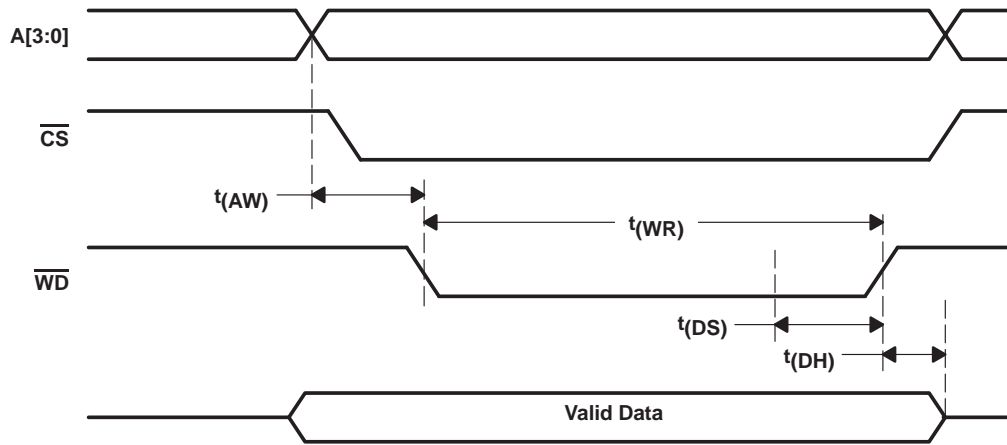 A[3:0]
CS
t(AW)
t(WR)
WD
t(DS)
t(DH)
Valid Data